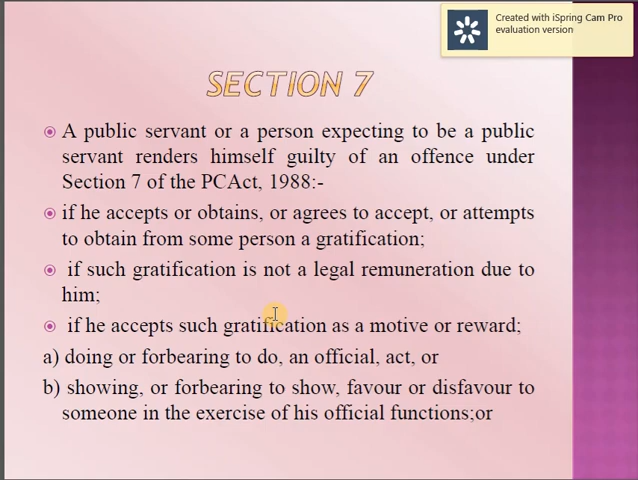 Created with iSpring Cam Pro
evaluation version
SECTION 7
A public servant or a person expecting to be a public
servant renders himself guilty of an offence under
Section 7 of the PCAct, 1988:-
if he accepts or obtains, or agrees to accept, or attempts
to obtain from some person a gratification;
if such gratification is not a legal remuneration due to
him;
if he accepts such gratification as a motive or reward;
a) doing or forbearing to do, an official, act, or
b) showing, or forbearing to show, favour or disfavour to
someone in the exercise of his official functions;or